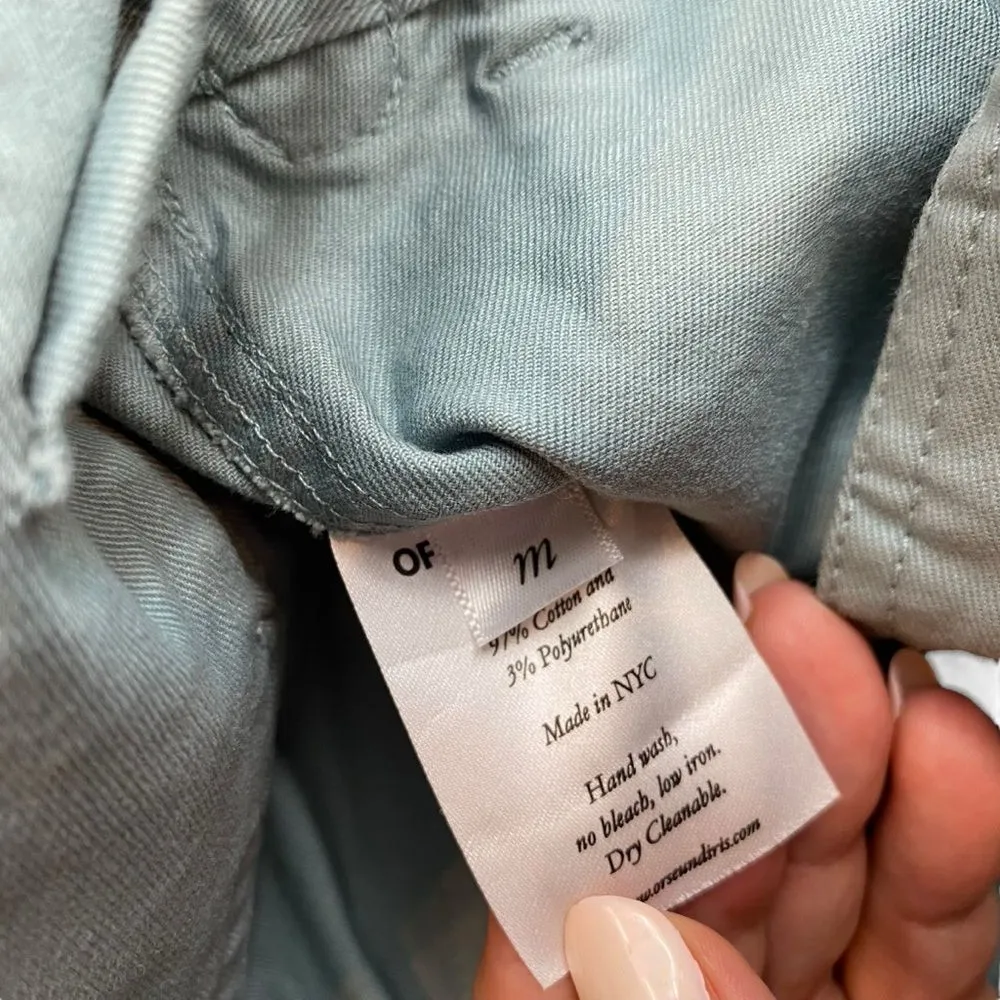 OF
m
97% Cotton and
3% Polyurethane
Made in NYC
Hand wash,
no bleach, low iron.
Dry Cleanable.
w.orseundiris.com